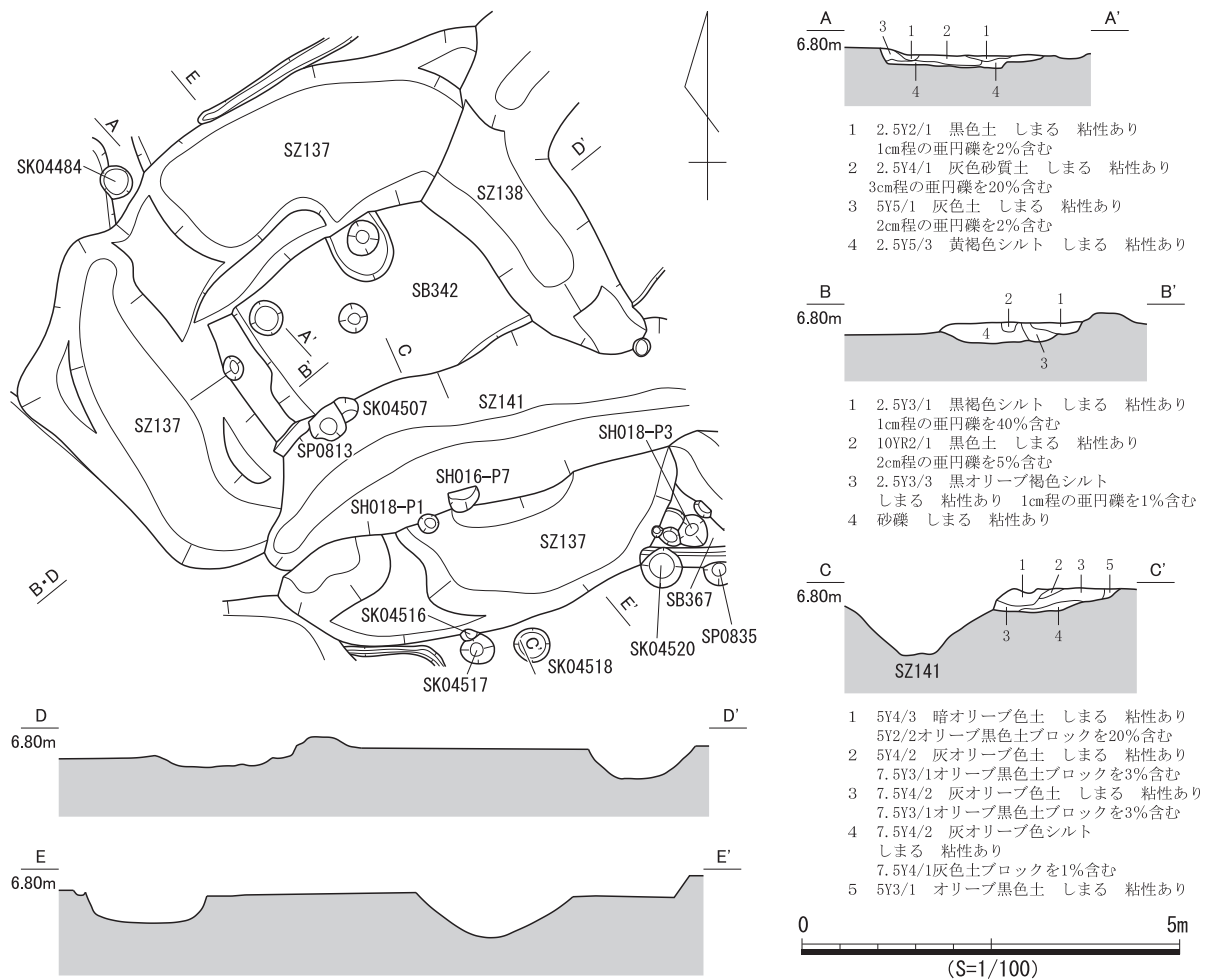 E
A
SZ137
D'
SK04484
SZ138
SB342
A'
B'
C
SZ141
SK04507
SZ137
SP0813
SH018-P3
SH016-P7
SH018-P1
SZ137
B・D
SK04516
E'
SB367
SP0835
C'
SK04520
SK04518
SK04517
D D'
6.80m
E E'
6.80m
A A'
6.80m
3 1 2 1
4 4
1 2.5Y2/1 黒色土 しまる 粘性あり
1cm程の亜円礫を2%含む
2 2.5Y4/1 灰色砂質土 しまる 粘性あり
3cm程の亜円礫を20%含む
3 5Y5/1 灰色土 しまる 粘性あり
2cm程の亜円礫を2%含む
4 2.5Y5/3 黄褐色シルト しまる 粘性あり
B B'
6.80m
2 1
4
3
1 2.5Y3/1 黒褐色シルト しまる 粘性あり
1cm程の亜円礫を40%含む
2 10YR2/1 黒色土 しまる 粘性あり
2cm程の亜円礫を5%含む
3 2.5Y3/3 黒オリーブ褐色シルト
しまる 粘性あり 1cm程の亜円礫を1%含む
4 砂礫 しまる 粘性あり
C C'
6.80m
1 2 3 5
3 4
SZ141
1 5Y4/3 暗オリーブ色土 しまる 粘性あり
5Y2/2オリーブ黒色土ブロックを20%含む
2 5Y4/2 灰オリーブ色土 しまる 粘性あり
7.5Y3/1オリーブ黒色土ブロックを3%含む
3 7.5Y4/2 灰オリーブ色土 しまる 粘性あり
7.5Y3/1オリーブ黒色土ブロックを3%含む
4 7.5Y4/2 灰オリーブ色シルト
しまる 粘性あり
7.5Y4/1灰色土ブロックを1%含む
5 5Y3/1 オリーブ黒色土 しまる 粘性あり
0 5m
(S=1/100)